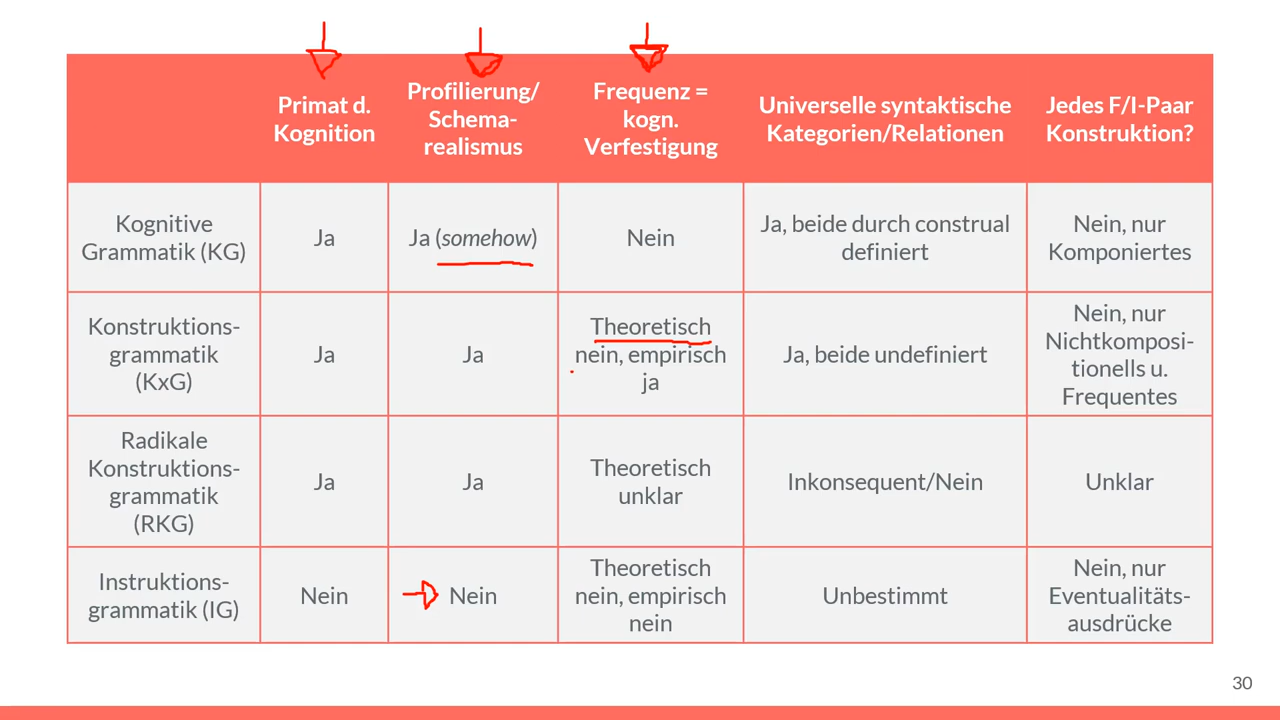 Primat d.
Kognition
Profilierung/
Schema-
realismus
Frequenz =
kogn.
Verfestigung
Universelle syntaktische
Kategorien/Relationen
Jedes F/I-Paar
Konstruktion?
Kognitive
Grammatik (KG)
Ja
Ja (somehow)
Nein
Ja, beide durch construal
definiert
Nein, nur
Komponiertes
Konstruktions-
grammatik
(KxG)
Ja
Ja
Theoretisch
nein, empirisch
ja
Ja, beide undefiniert
Nein, nur
Nichtkomposi-
tionells u.
Frequentes
Radikale
Konstruktions-
grammatik
(RKG)
Ja
Ja
Theoretisch
unklar
Inkonsequent/Nein
Unklar
Instruktions-
grammatik (IG)
Nein
Nein
Theoretisch
nein, empirisch
nein
Unbestimmt
Nein, nur
Eventualitäts-
ausdrücke
30